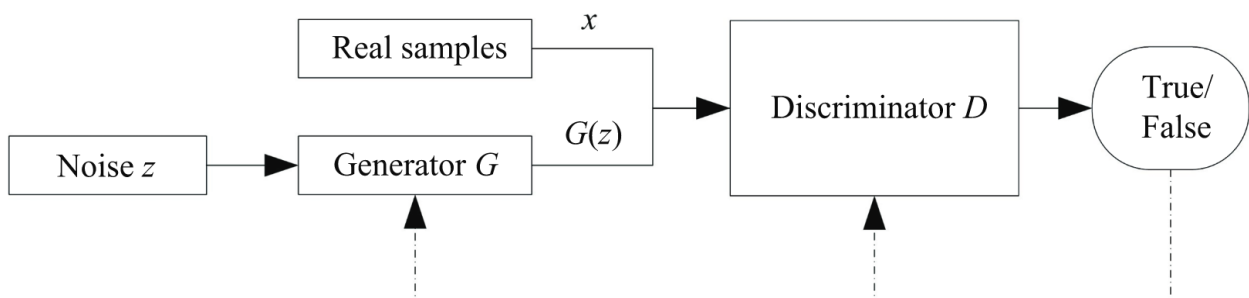 x
Real samples
G(z)
Noise z
Generator G
Discriminator D
True/
False